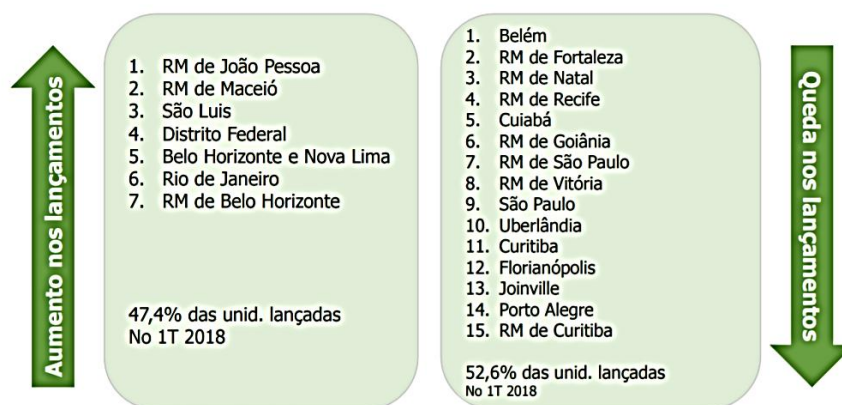 Aumento nos lançamentos
1. RM de João Pessoa
2. RM de Maceió
3. São Luis
4. Distrito Federal
5. Belo Horizonte e Nova Lima
6. Rio de Janeiro
7. RM de Belo Horizonte
47,4% das unid. lançadas
No 1T 2018
1. Belém
2. RM de Fortaleza
3. RM de Natal
4. RM de Recife
5. Cuiabá
6. RM de Goiânia
7. RM de São Paulo
8. RM de Vitória
9. São Paulo
10. Uberlândia
11. Curitiba
12. Florianópolis
13. Joinville
14. Porto Alegre
15. RM de Curitiba
52,6% das unid. lançadas
No 1T 2018
Queda nos lançamentos